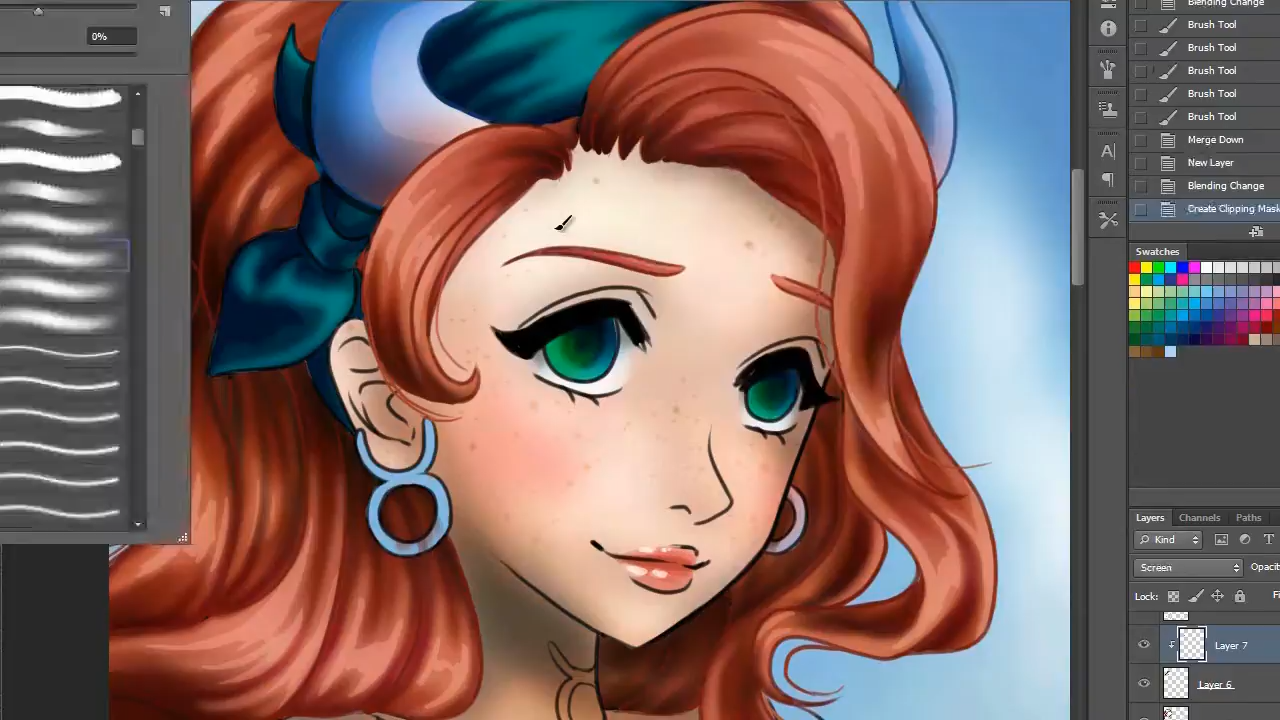 0%
Blending Change
Brush Tool
Brush Tool
Brush Tool
Brush Tool
Brush Tool
Merge Down
New Layer
Blending Change
Create Clipping Mask
Swatches
Layers Channels Paths
Kind
Screen Opacit
Lock: Fi
Layer 7
Layer 6